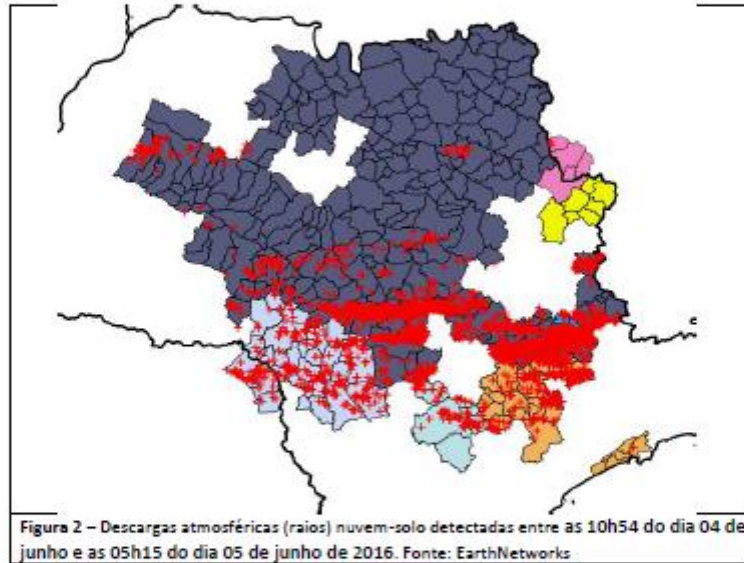 Figura 2 – Descargas atmosféricas (raios) nuvem-solo detectadas entre as 10h54 do dia 04 de
junho e as 05h15 do dia 05 de junho de 2016. Fonte: EarthNetworks